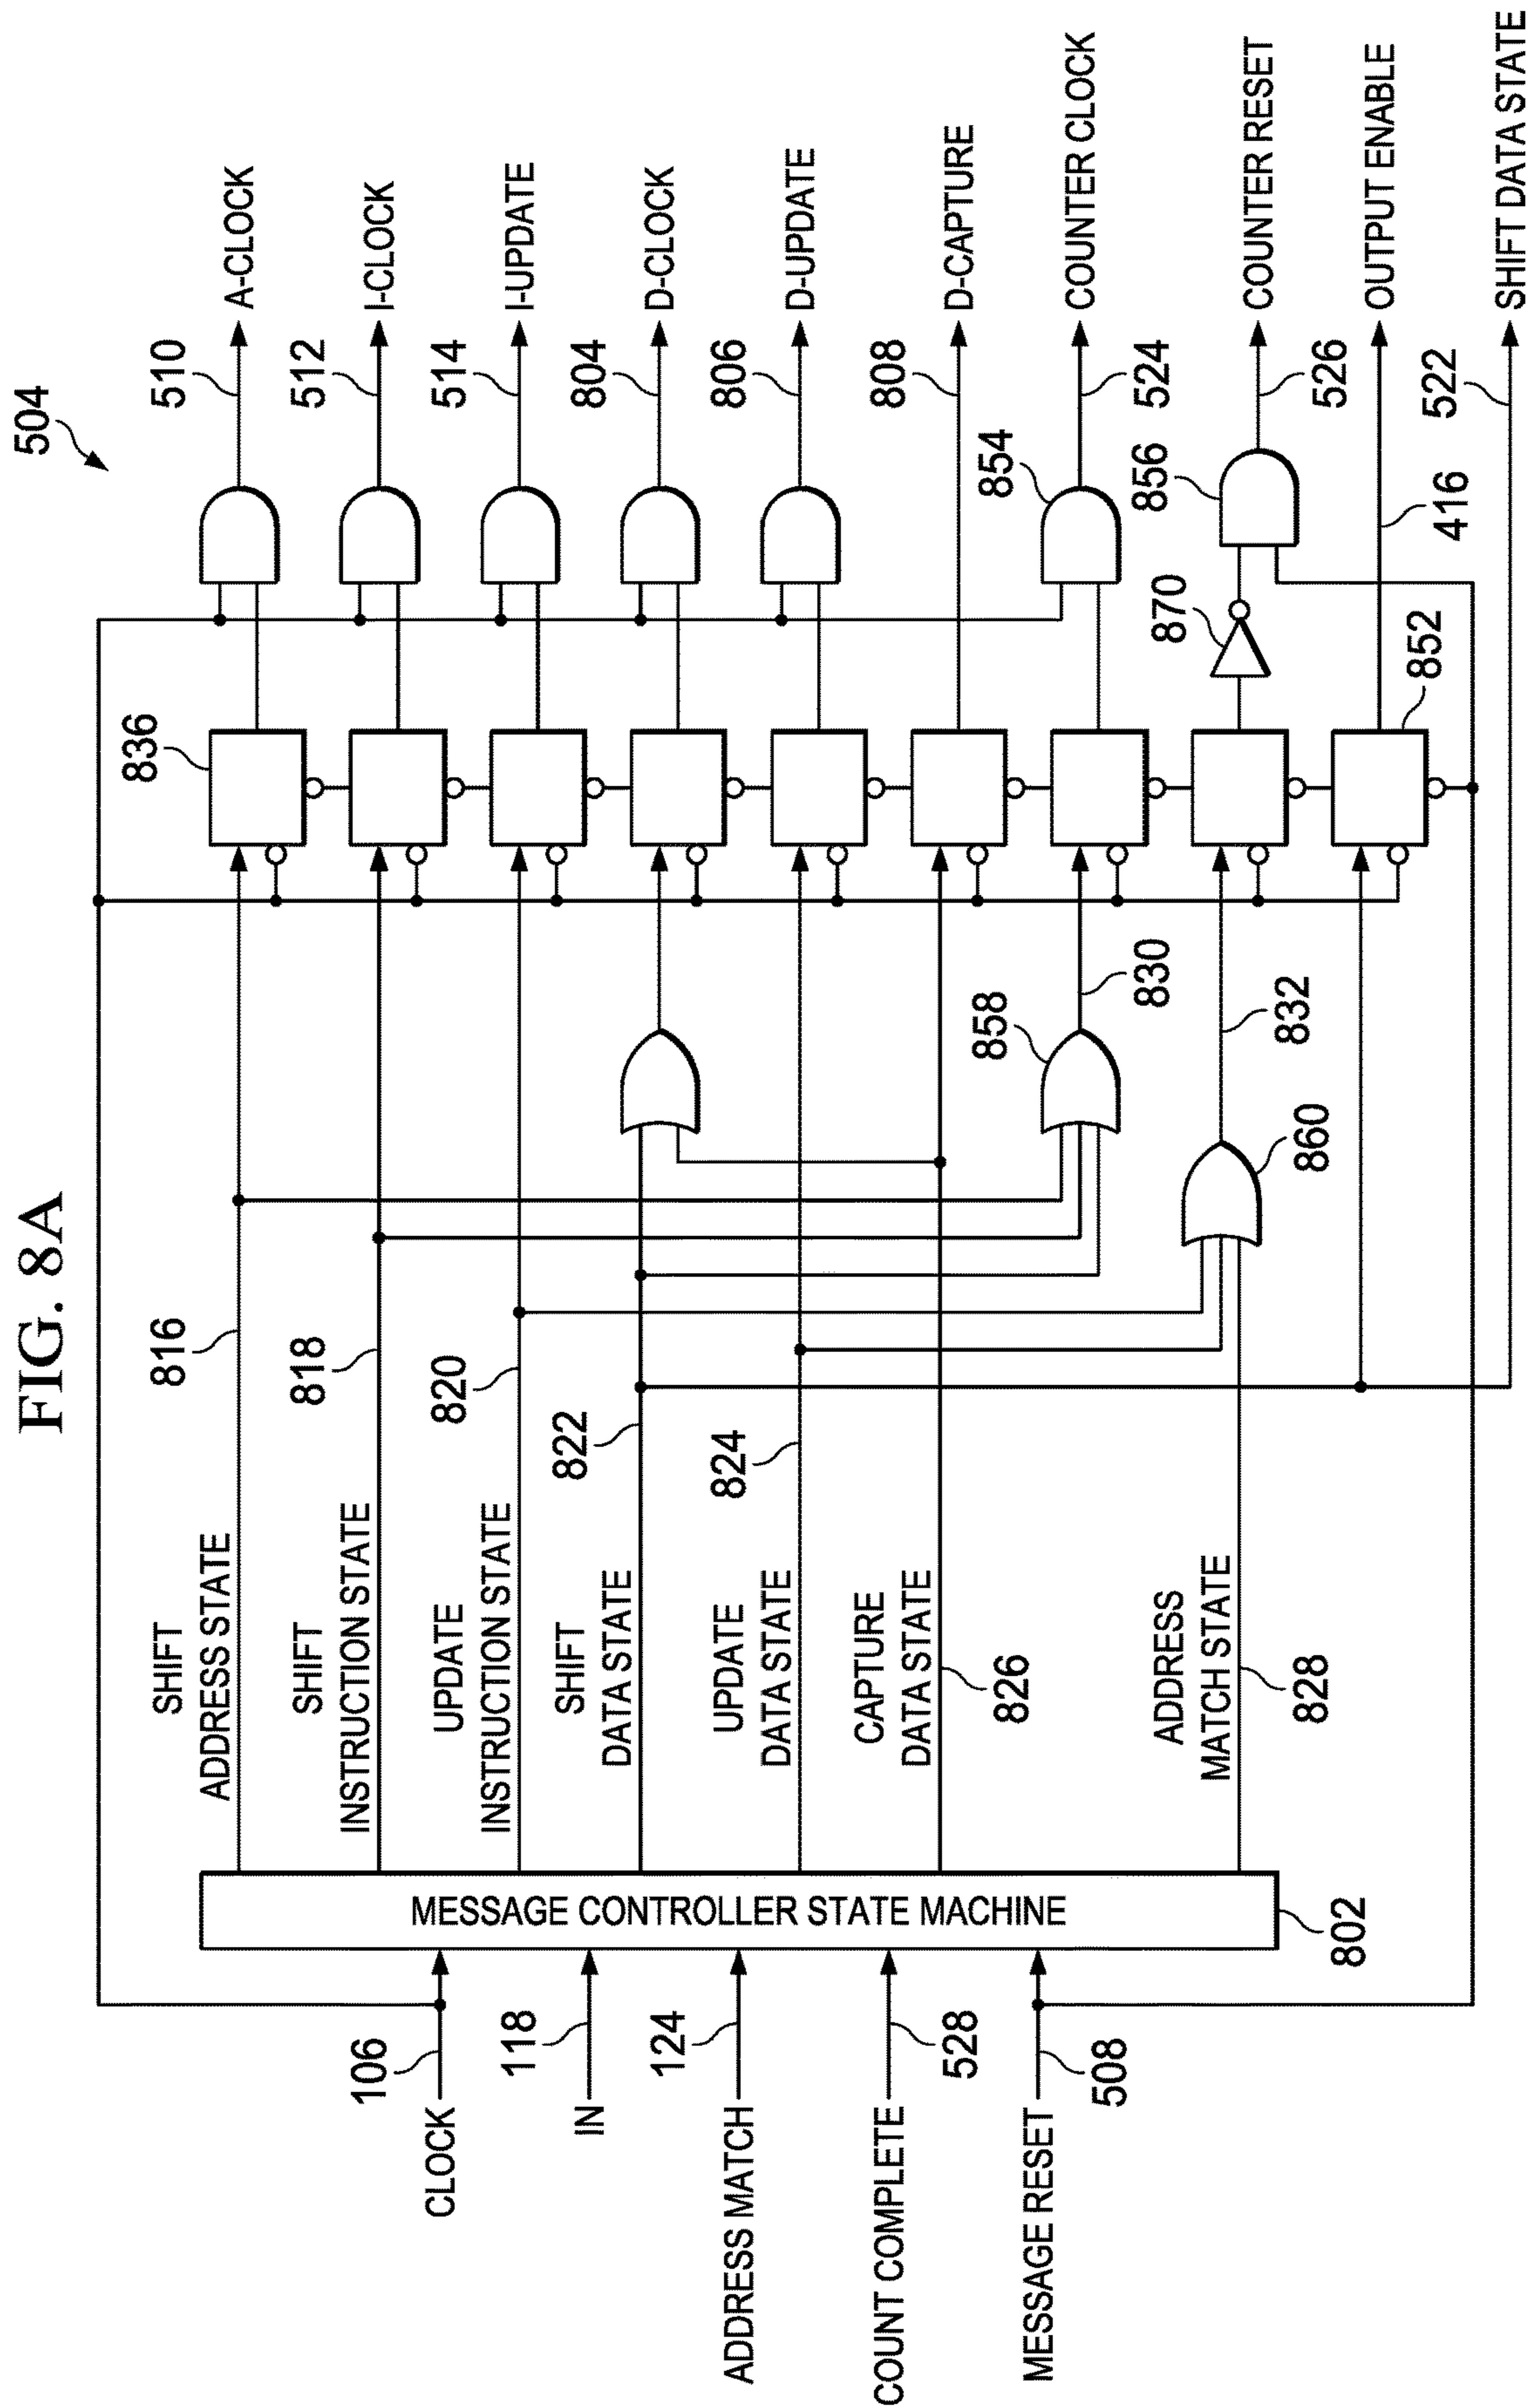 FIG. 8A
504
CLOCK
106
IN
118
ADDRESS MATCH
124
COUNT COMPLETE
528
MESSAGE RESET
508
MESSAGE CONTROLLER STATE MACHINE
802
SHIFT
ADDRESS STATE
816
SHIFT
INSTRUCTION STATE
818
UPDATE
INSTRUCTION STATE
820
SHIFT
DATA STATE
822
UPDATE
DATA STATE
824
CAPTURE
DATA STATE
826
ADDRESS
MATCH STATE
828
858
830
860
832
836
852
870
854
856
510
A-CLOCK
512
I-CLOCK
514
I-UPDATE
804
D-CLOCK
806
D-UPDATE
808
D-CAPTURE
524
COUNTER CLOCK
526
COUNTER RESET
416
OUTPUT ENABLE
522
SHIFT DATA STATE